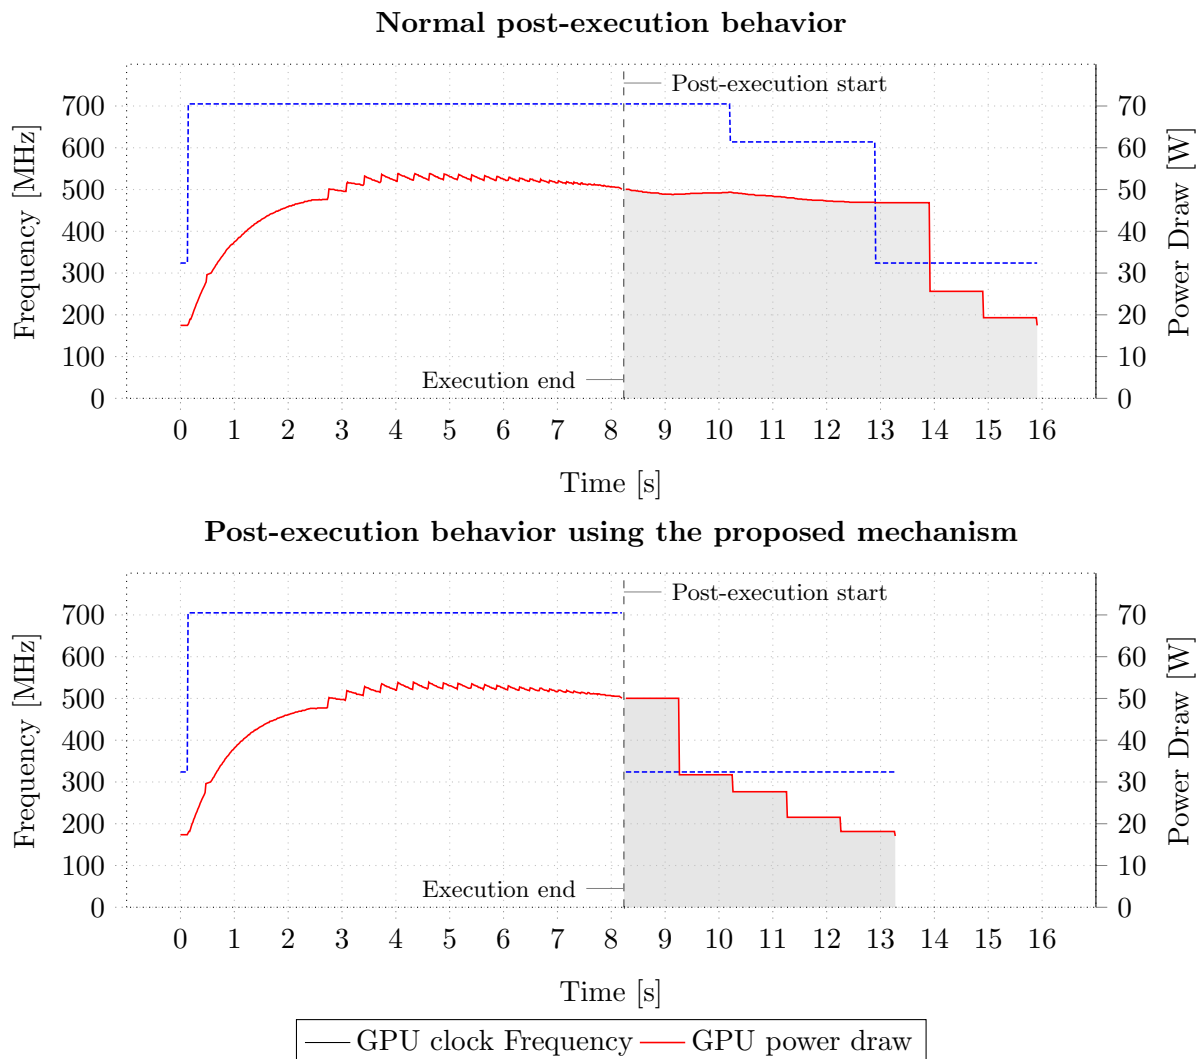 Normal post-execution behavior
Frequency [MHz]
Power Draw [W]
700
600
500
400
300
200
100
0
70
60
50
40
30
20
10
0
Post-execution start
Execution end
0 1 2 3 4 5 6 7 8 9 10 11 12 13 14 15 16
Time [s]
Post-execution behavior using the proposed mechanism
Frequency [MHz]
Power Draw [W]
700
600
500
400
300
200
100
0
70
60
50
40
30
20
10
0
Post-execution start
Execution end
0 1 2 3 4 5 6 7 8 9 10 11 12 13 14 15 16
Time [s]
GPU clock Frequency GPU power draw